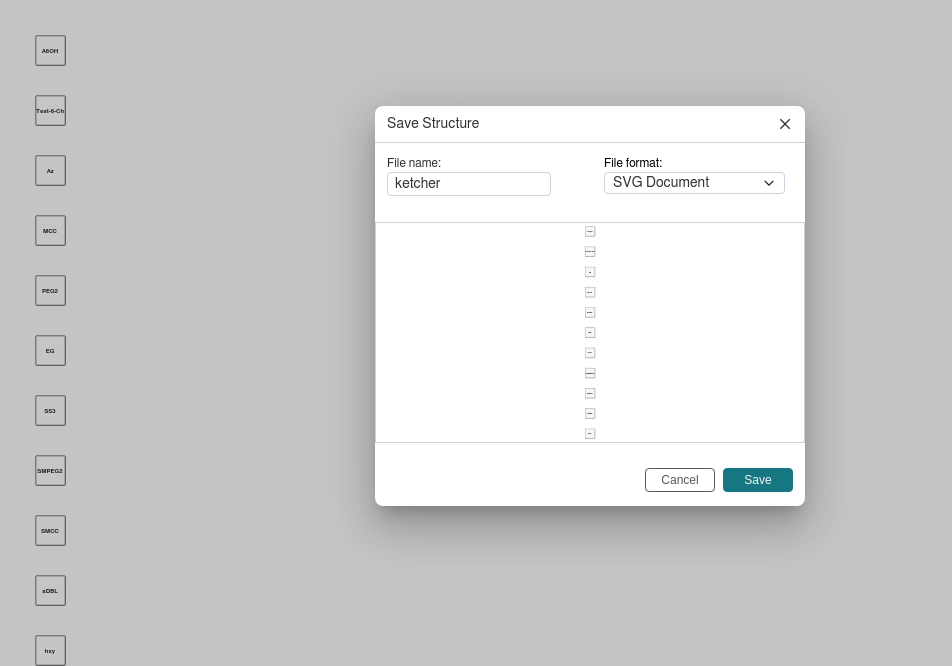 A6OH
Test-6-Ch
Az
MCC
PEG2
EG
SS3
SMPEG2
SMCC
sDBL
hxy
Save Structure
File name:
ketcher
File format:
SVG Document
Cancel
Save